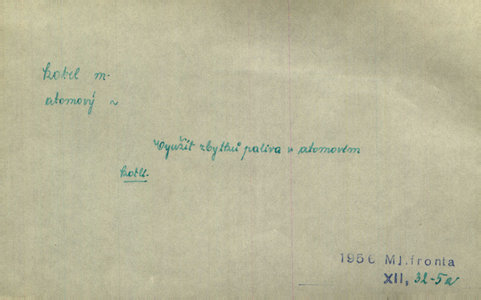 kotel m.
atomový ~
Využít zbytků paliva v atomovém
kotli.
1956 Ml.fronta
XII, 32-5a